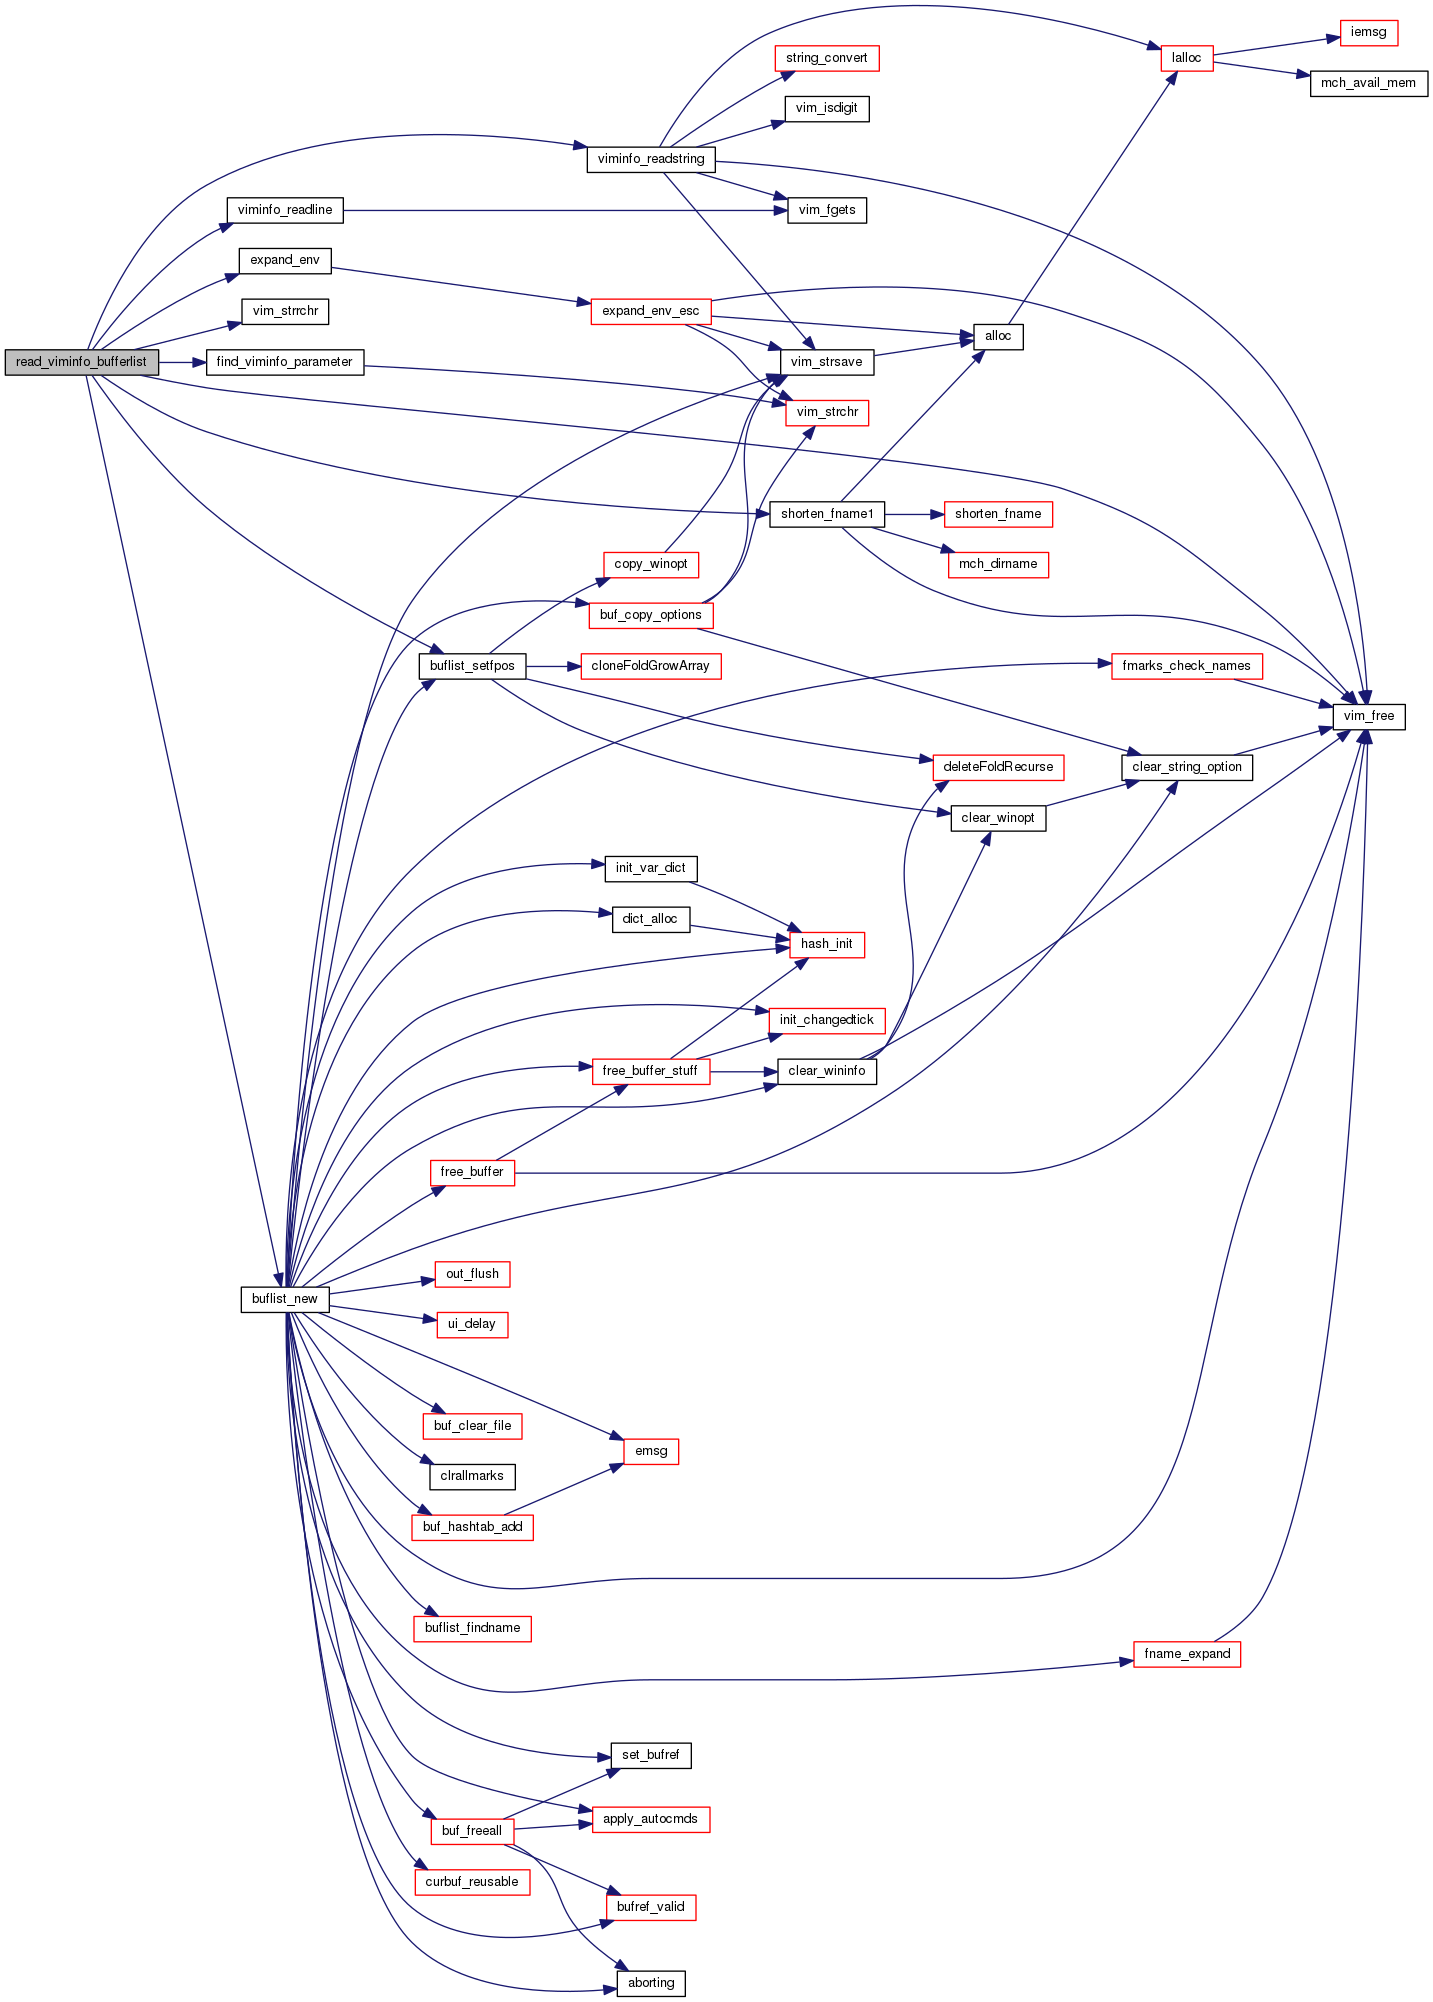 iemsg
string_convert
lalloc
mch_avail_mem
vim_isdigit
viminfo_readstring
viminfo_readline
vim_fgets
expand_env
vim_strrchr
expand_env_esc
alloc
read_viminfo_bufferlist
find_viminfo_parameter
vim_strsave
vim_strchr
shorten_fname1
shorten_fname
copy_winopt
mch_dirname
buf_copy_options
buflist_setfpos
cloneFoldGrowArray
fmarks_check_names
vim_free
deleteFoldRecurse
clear_string_option
clear_winopt
init_var_dict
dict_alloc
hash_init
init_changedtick
free_buffer_stuff
clear_wininfo
free_buffer
out_flush
buflist_new
ui_delay
buf_clear_file
emsg
clrallmarks
buf_hashtab_add
buflist_findname
fname_expand
set_bufref
apply_autocmds
buf_freeall
curbuf_reusable
bufref_valid
aborting